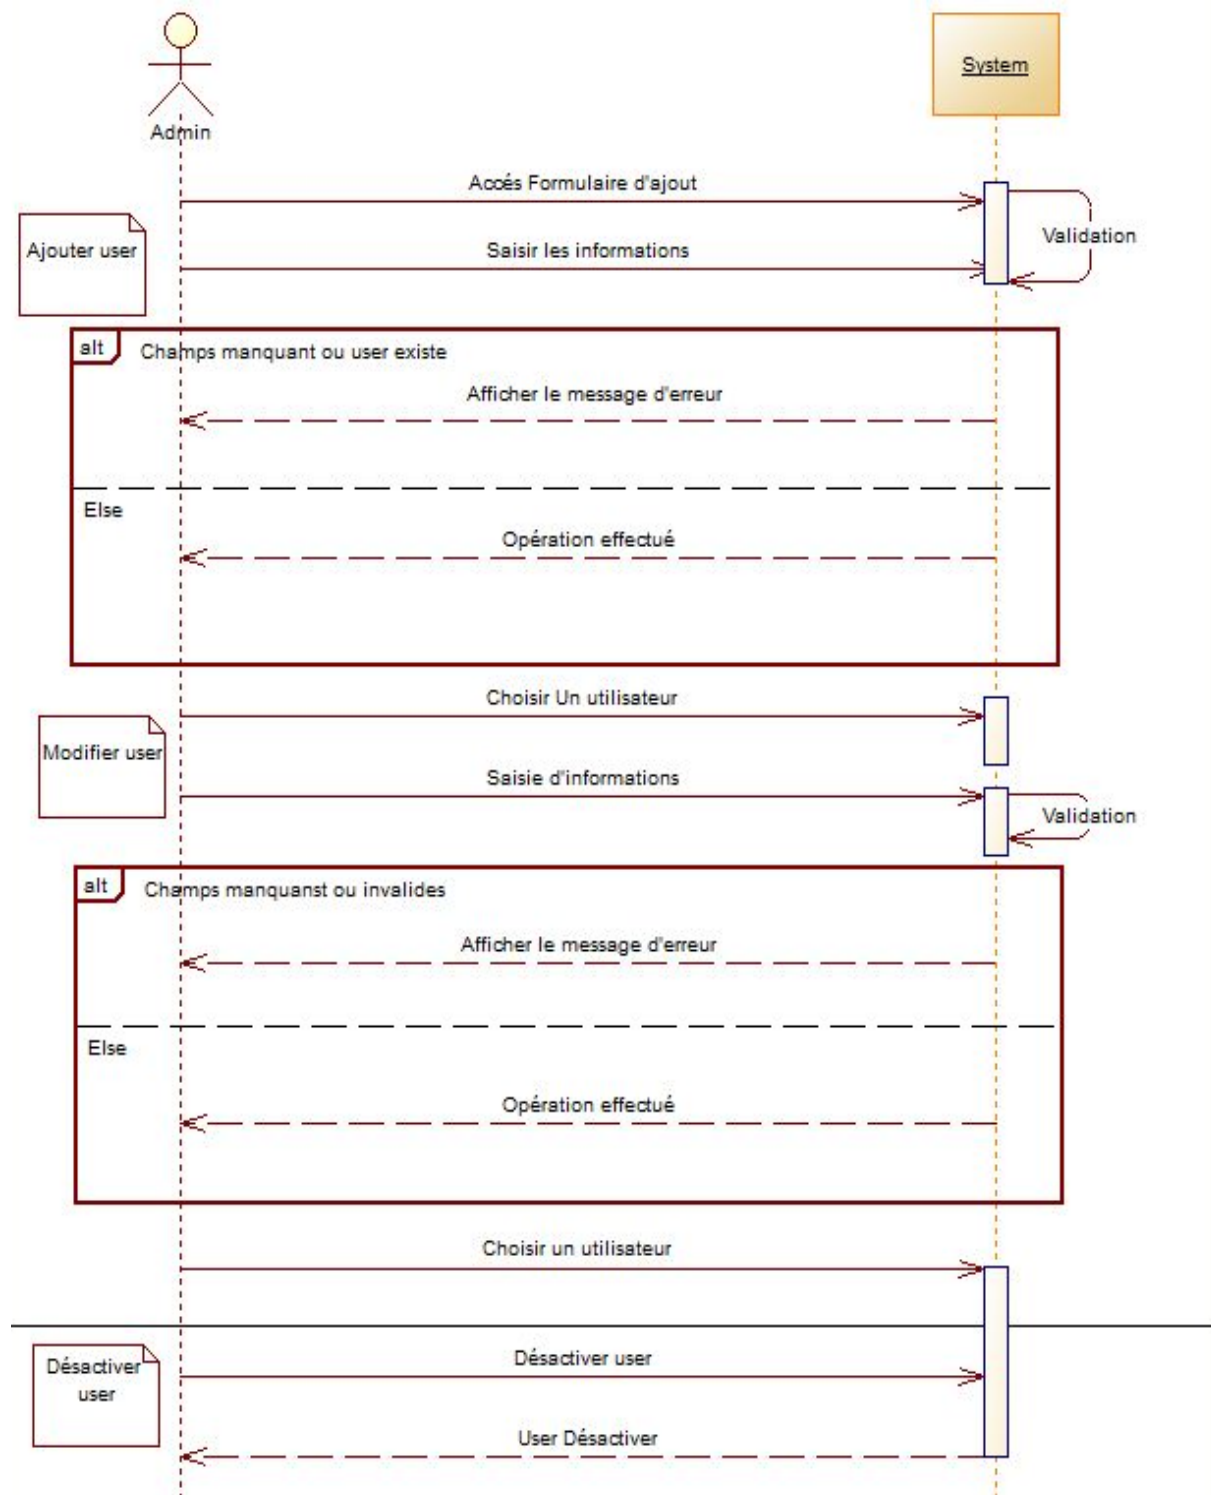 System
Admin
Accés Formulaire d'ajout
Validation
Ajouter user
Saisir les informations
alt
Champs manquant ou user existe
Afficher le message d'erreur
Else
Opération effectué
Choisir Un utilisateur
Modifier user
Saisie d'informations
Validation
alt
Champs manquanst ou invalides
Afficher le message d'erreur
Else
Opération effectué
Choisir un utilisateur
Désactiver
user
Désactiver user
User Désactiver